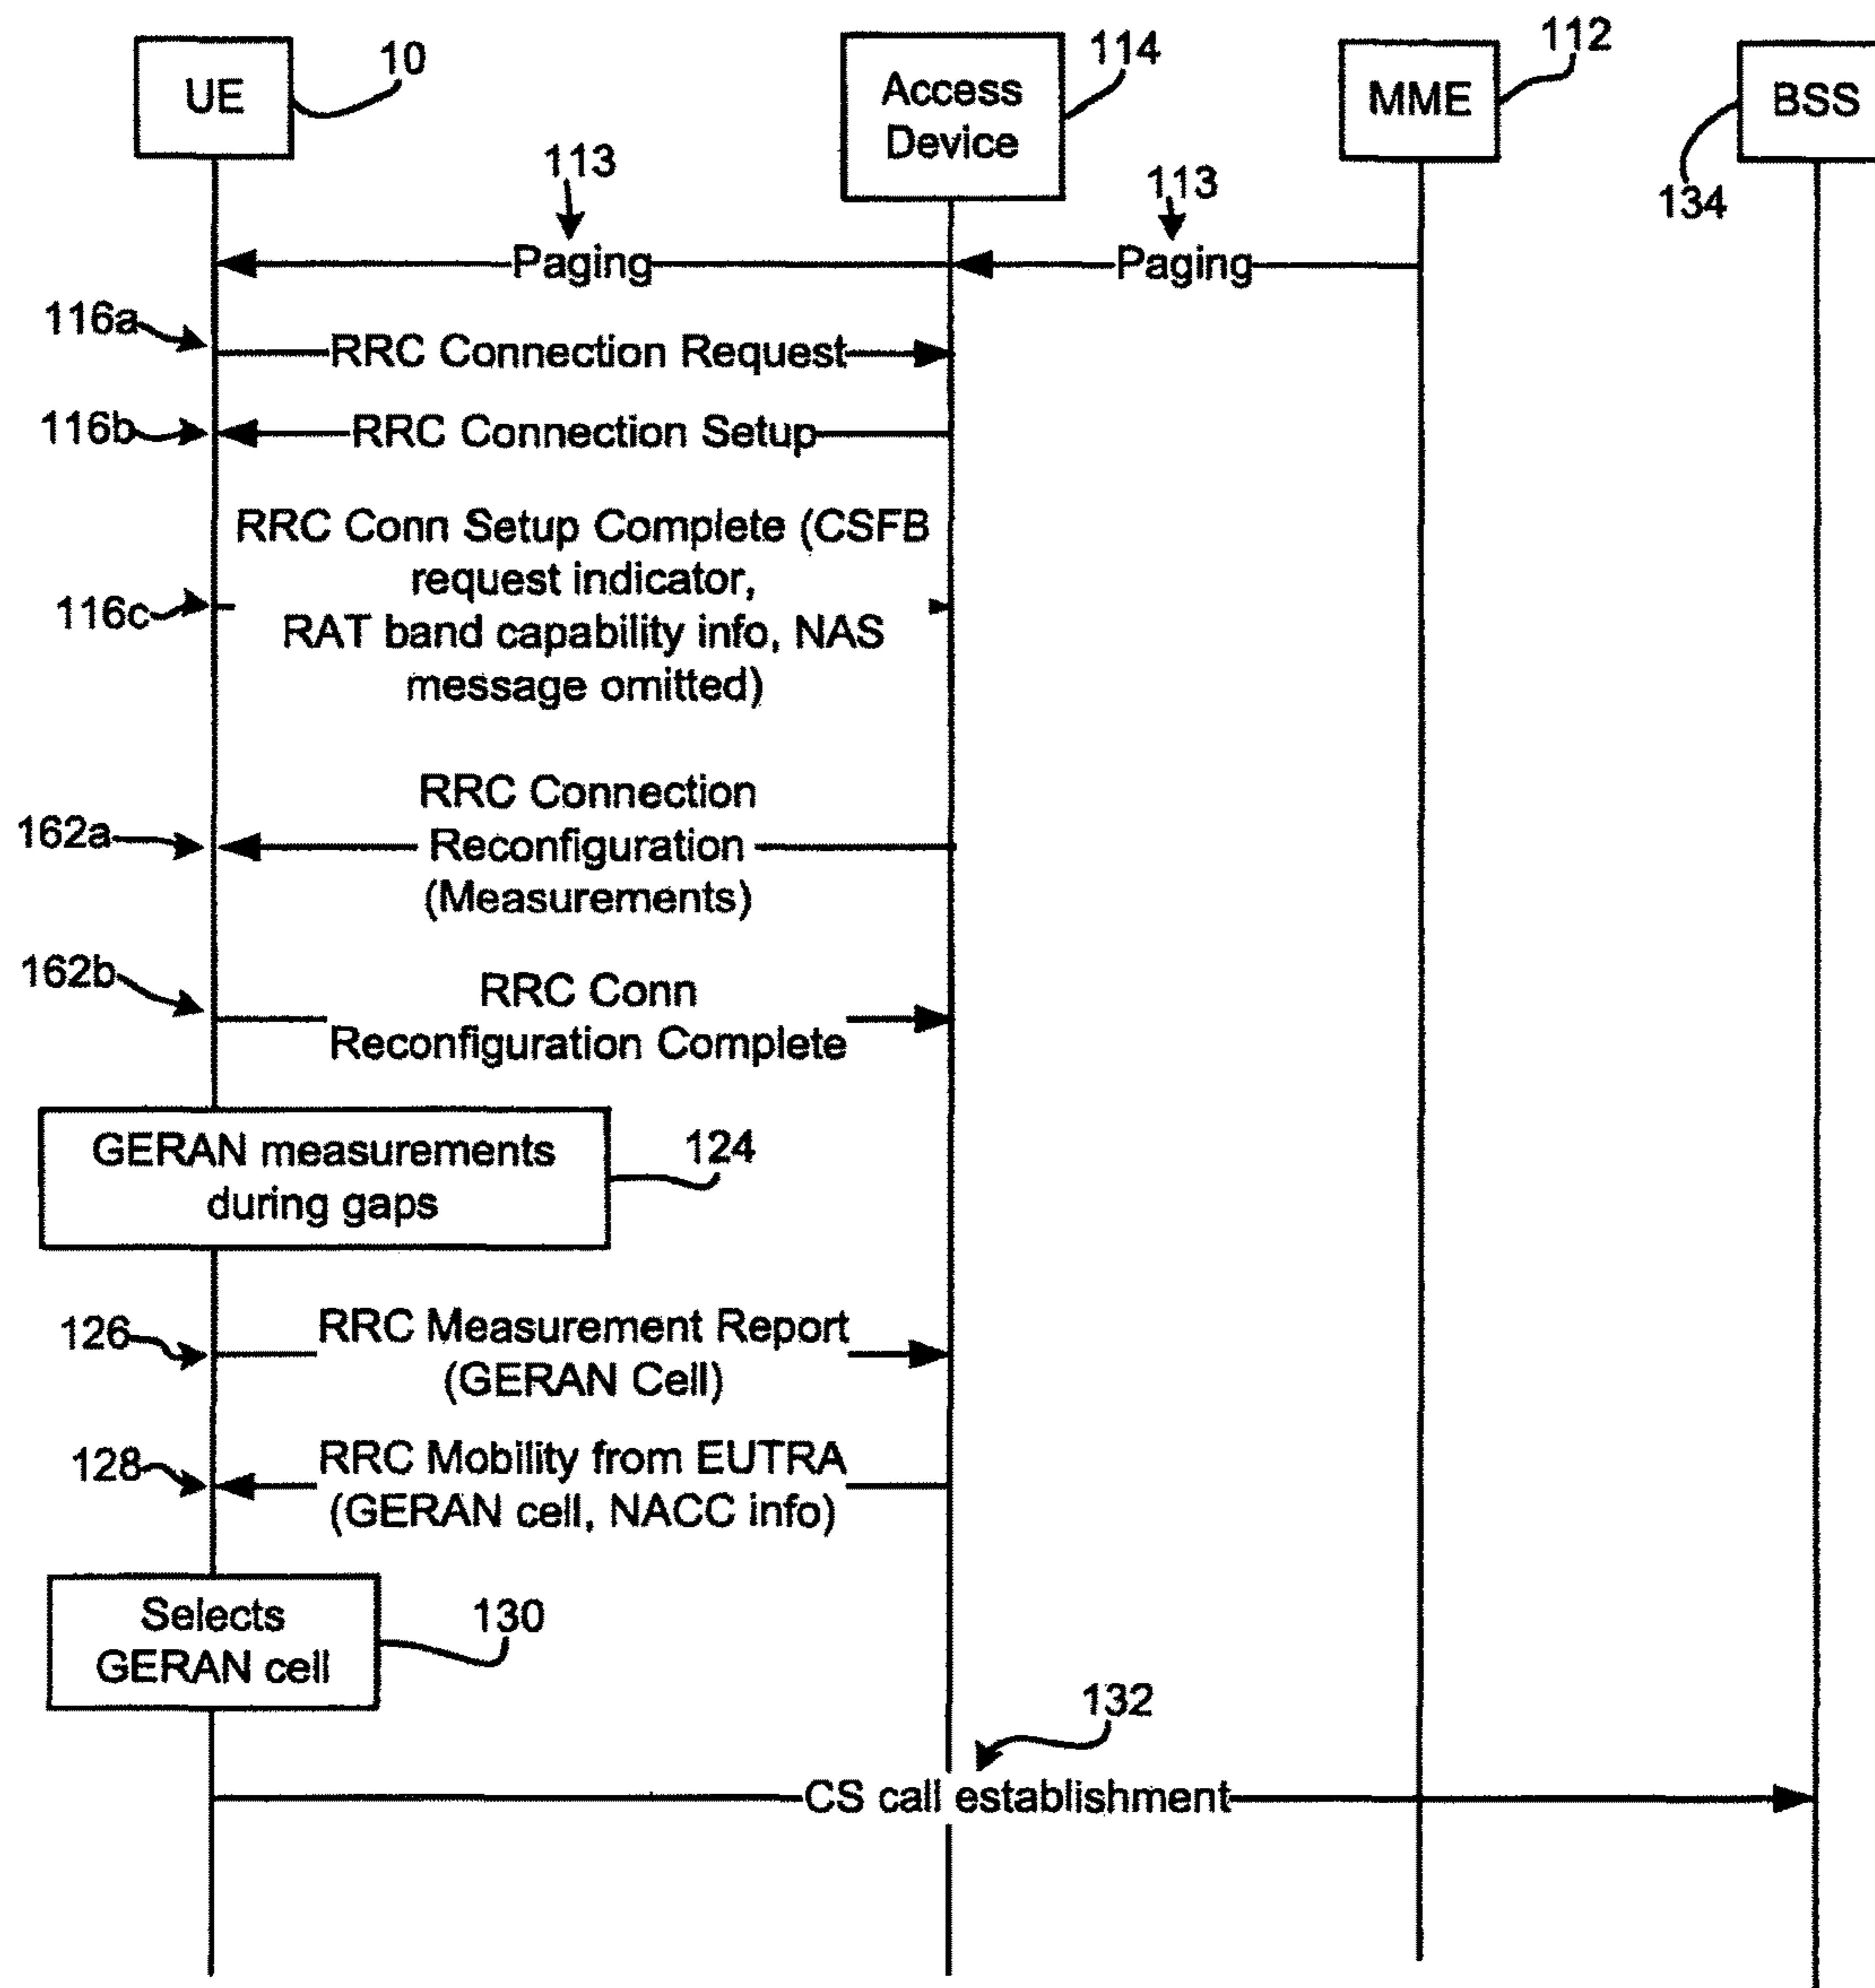 UE
10
Access
Device
114
MME
112
BSS
134
113
Paging
113
Paging
116a
RRC Connection Request
116b
RRC Connection Setup
116c
RRC Conn Setup Complete (CSFB
request indicator,
RAT band capability info, NAS
message omitted)
162a
RRC Connection
Reconfiguration
(Measurements)
162b
RRC Conn
Reconfiguration Complete
GERAN measurements
during gaps
124
126
RRC Measurement Report
(GERAN Cell)
128
RRC Mobility from EUTRA
(GERAN cell, NACC info)
Selects
GERAN cell
130
132
CS call establishment